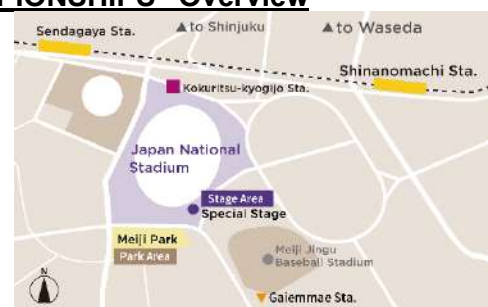 PIONSHIPS - Overview
Sendagaya Sta.
▲to Shinjuku
▲to Waseda
Shinanomachi Sta.
Kokuritsu-kyogijo Sta.
Japan National
Stadium
Stage Area
Special Stage
Meiji Park
Park Area
Meiji Jingu
Baseball Stadium
N
▼Gaiemmae Sta.